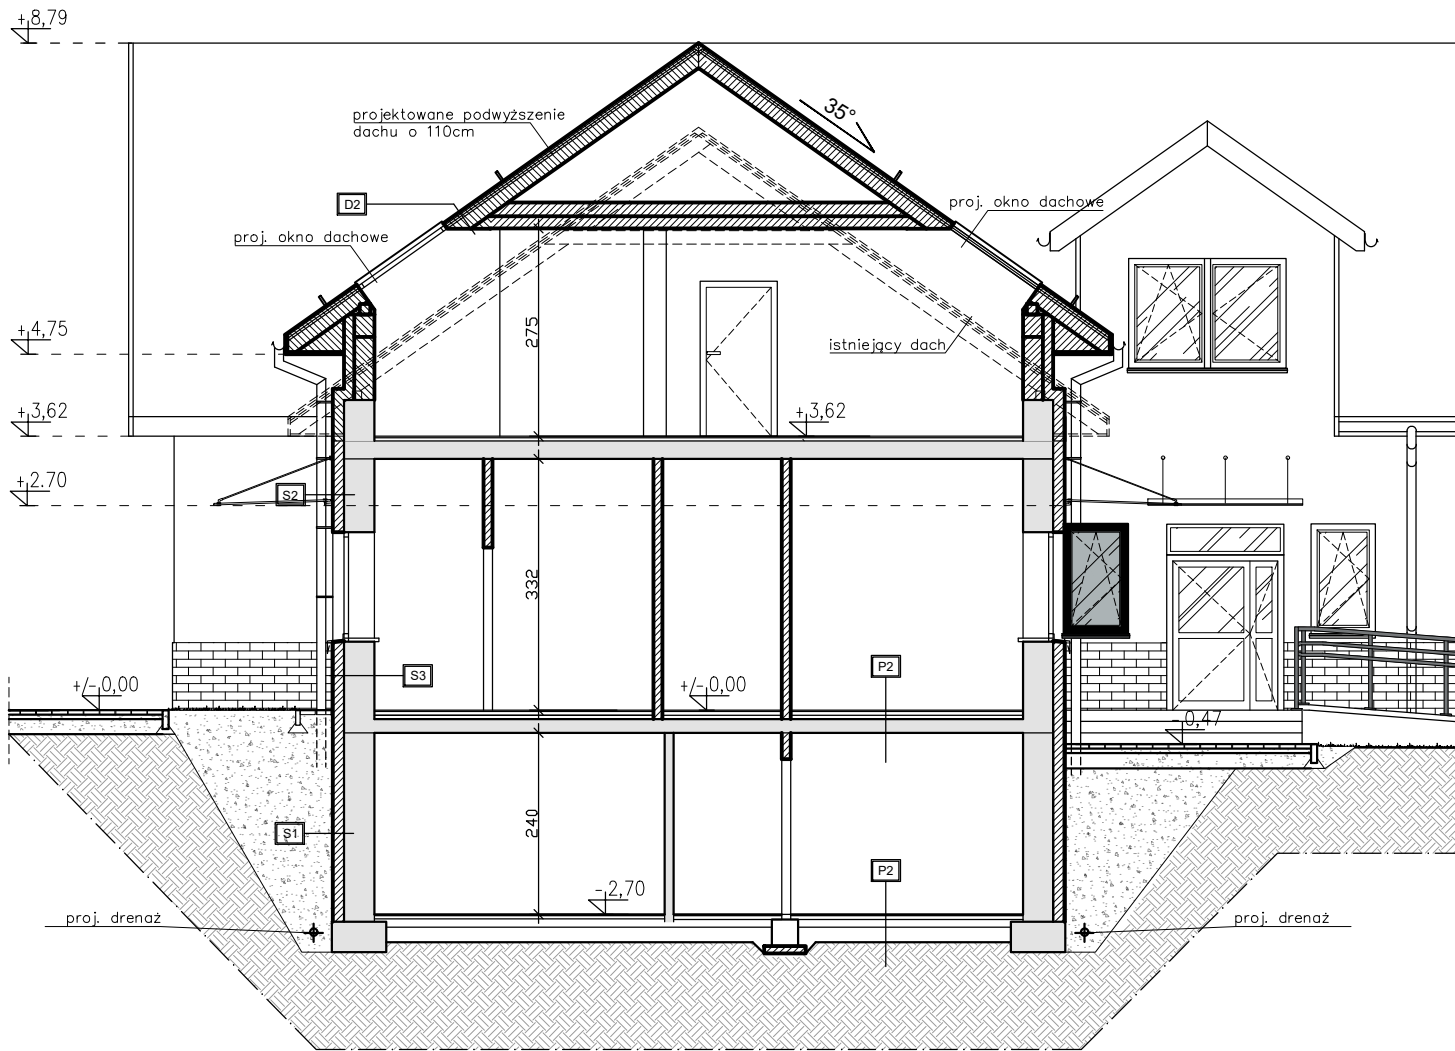 +8,79
projektowane podwyższenie
dachu o 110cm
35°
D2
proj. okno dachowe
proj. okno dachowe
+4,75
275
istniejący dach
+3,62
+3,62
+2.70
S2
332
S3
P2
+/-0,00
+/-0,00
-0,47
S1
240
P2
-2,70
proj. drenaż
proj. drenaż